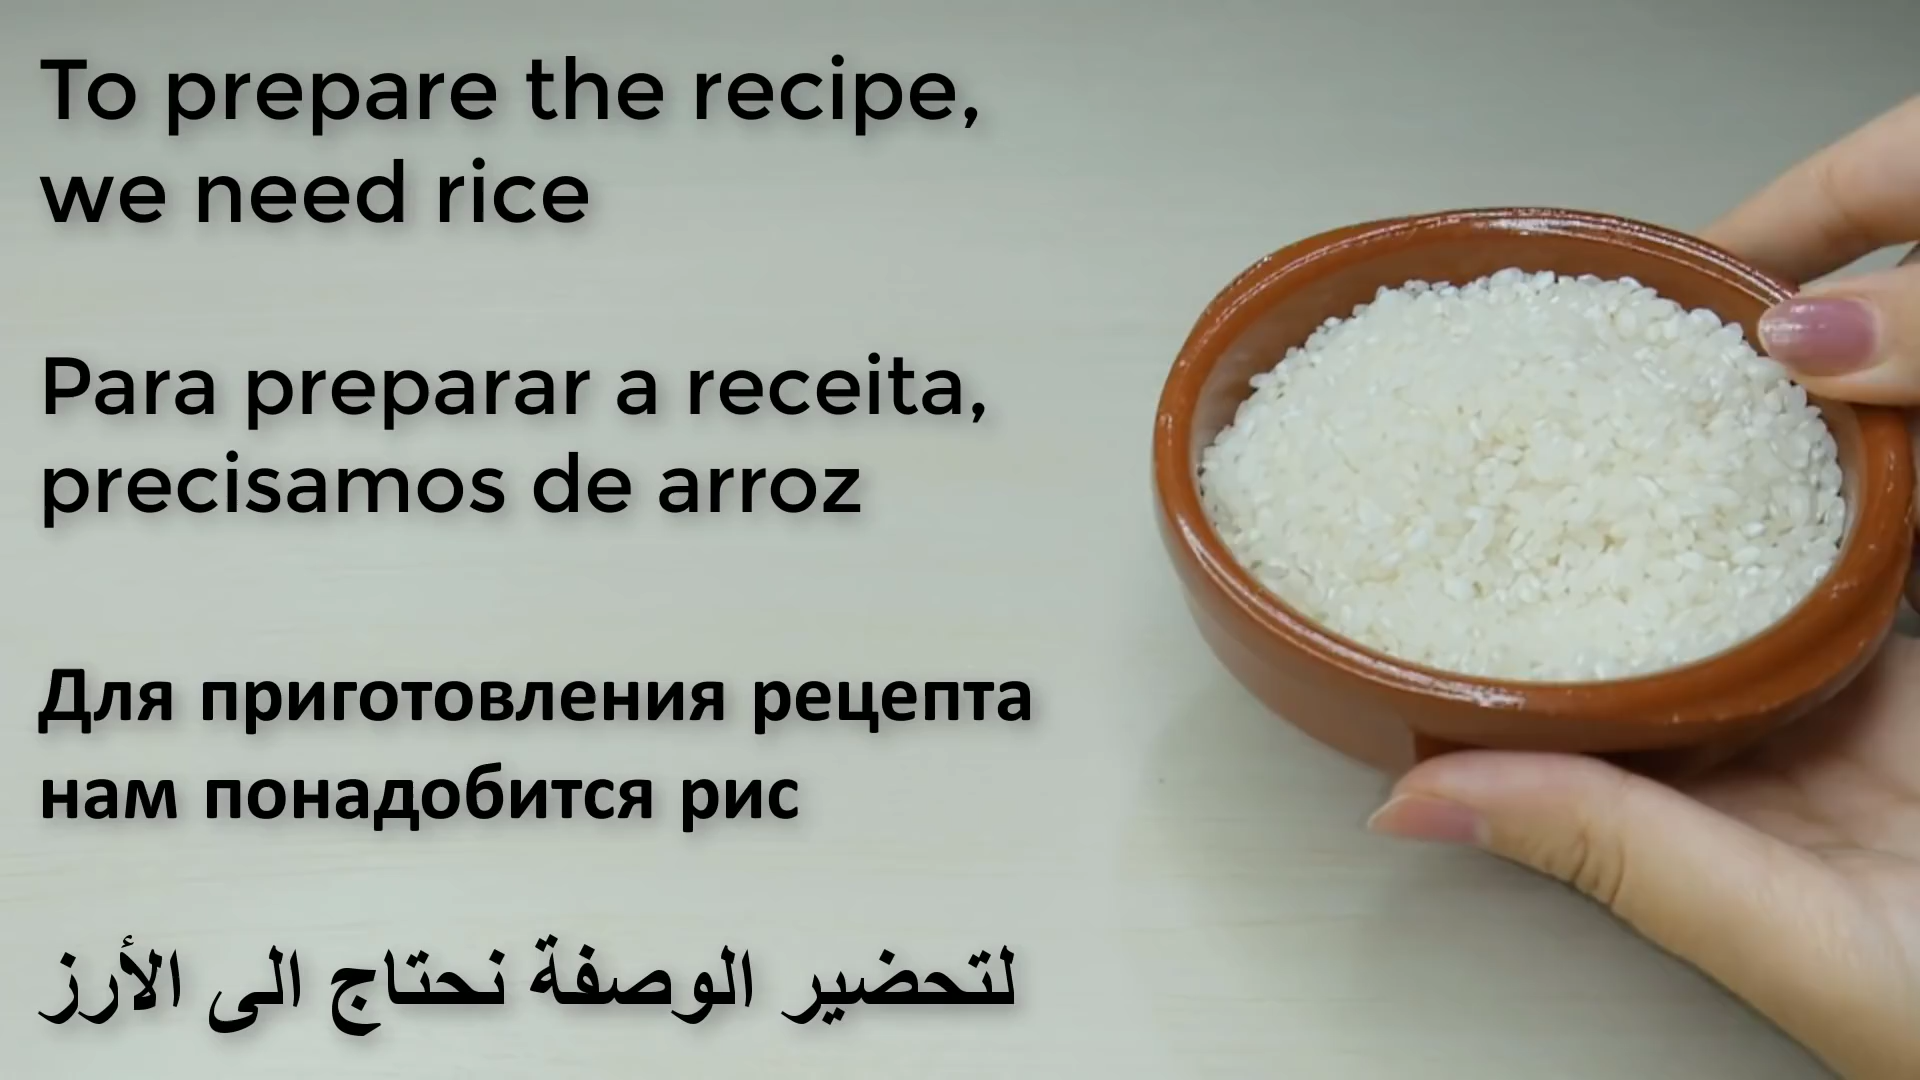 To prepare the recipe,
we need rice
Para preparar a receita,
precisamos de arroz
Для приготовления рецепта
нам понадобится рис
لتحضير الوصفة نحتاج الى الأرز